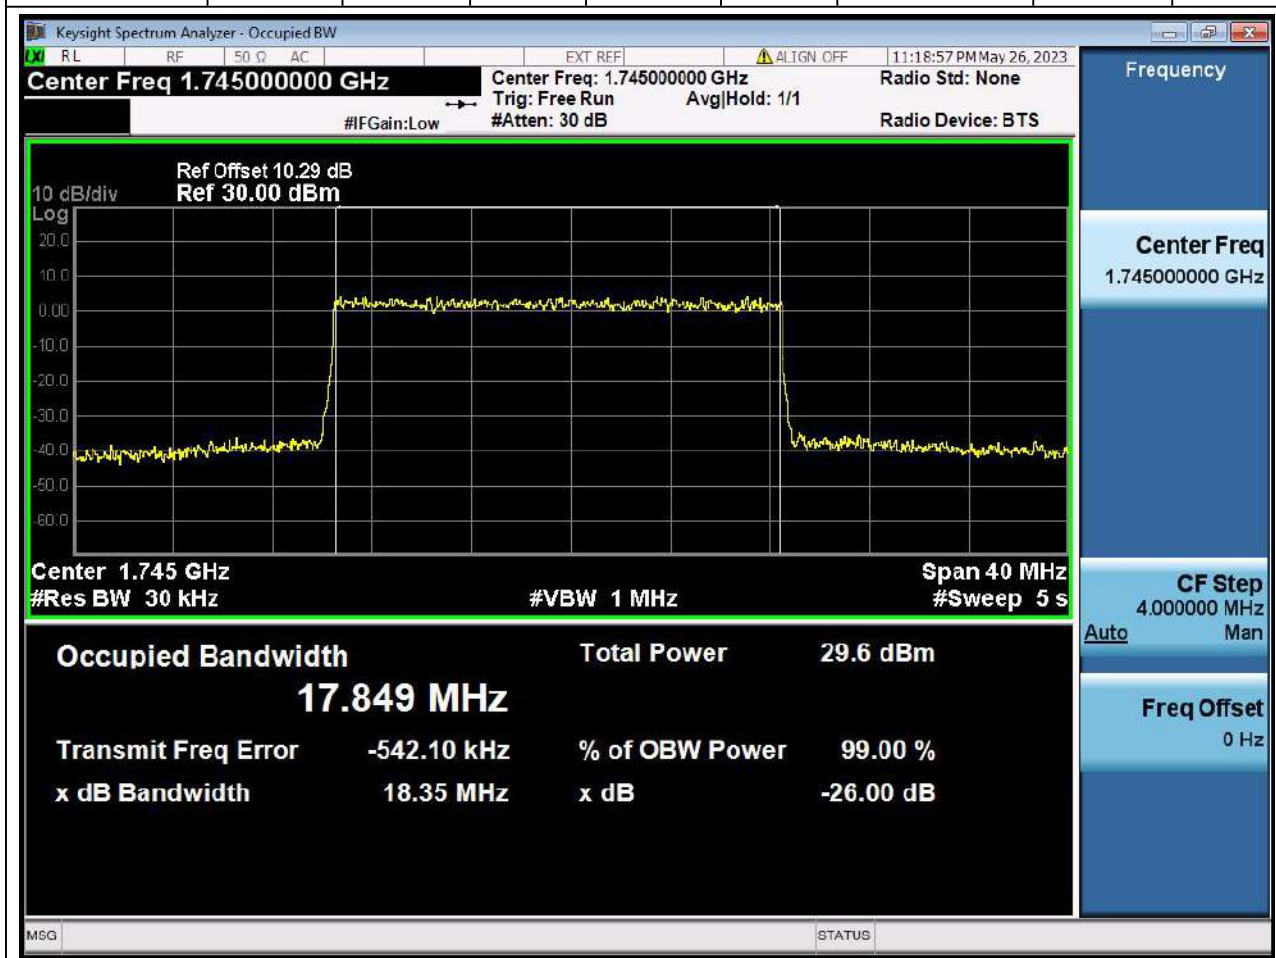 Keysight Spectrum Analyzer - Occupied BW
LXI RL RF 50 Ω AC EXT REF ALIGN OFF 11:18:57 PM May 26, 2023
Center Freq 1.745000000 GHz
Center Freq: 1.745000000 GHz
Radio Std: None
Trig: Free Run Avg|Hold: 1/1
#IFGain:Low #Atten: 30 dB
Radio Device: BTS
Ref Offset 10.29 dB
10 dB/div Ref 30.00 dBm
Log
20.0
10.0
0.00
-10.0
-20.0
-30.0
-40.0
-50.0
-60.0
Center 1.745 GHz Span 40 MHz
#Res BW 30 kHz #VBW 1 MHz #Sweep 5 s
Occupied Bandwidth Total Power 29.6 dBm
17.849 MHz
Transmit Freq Error -542.10 kHz % of OBW Power 99.00 %
x dB Bandwidth 18.35 MHz x dB -26.00 dB
MSG STATUS
Frequency
Center Freq
1.745000000 GHz
CF Step
4.000000 MHz
Auto Man
Freq Offset
0 Hz